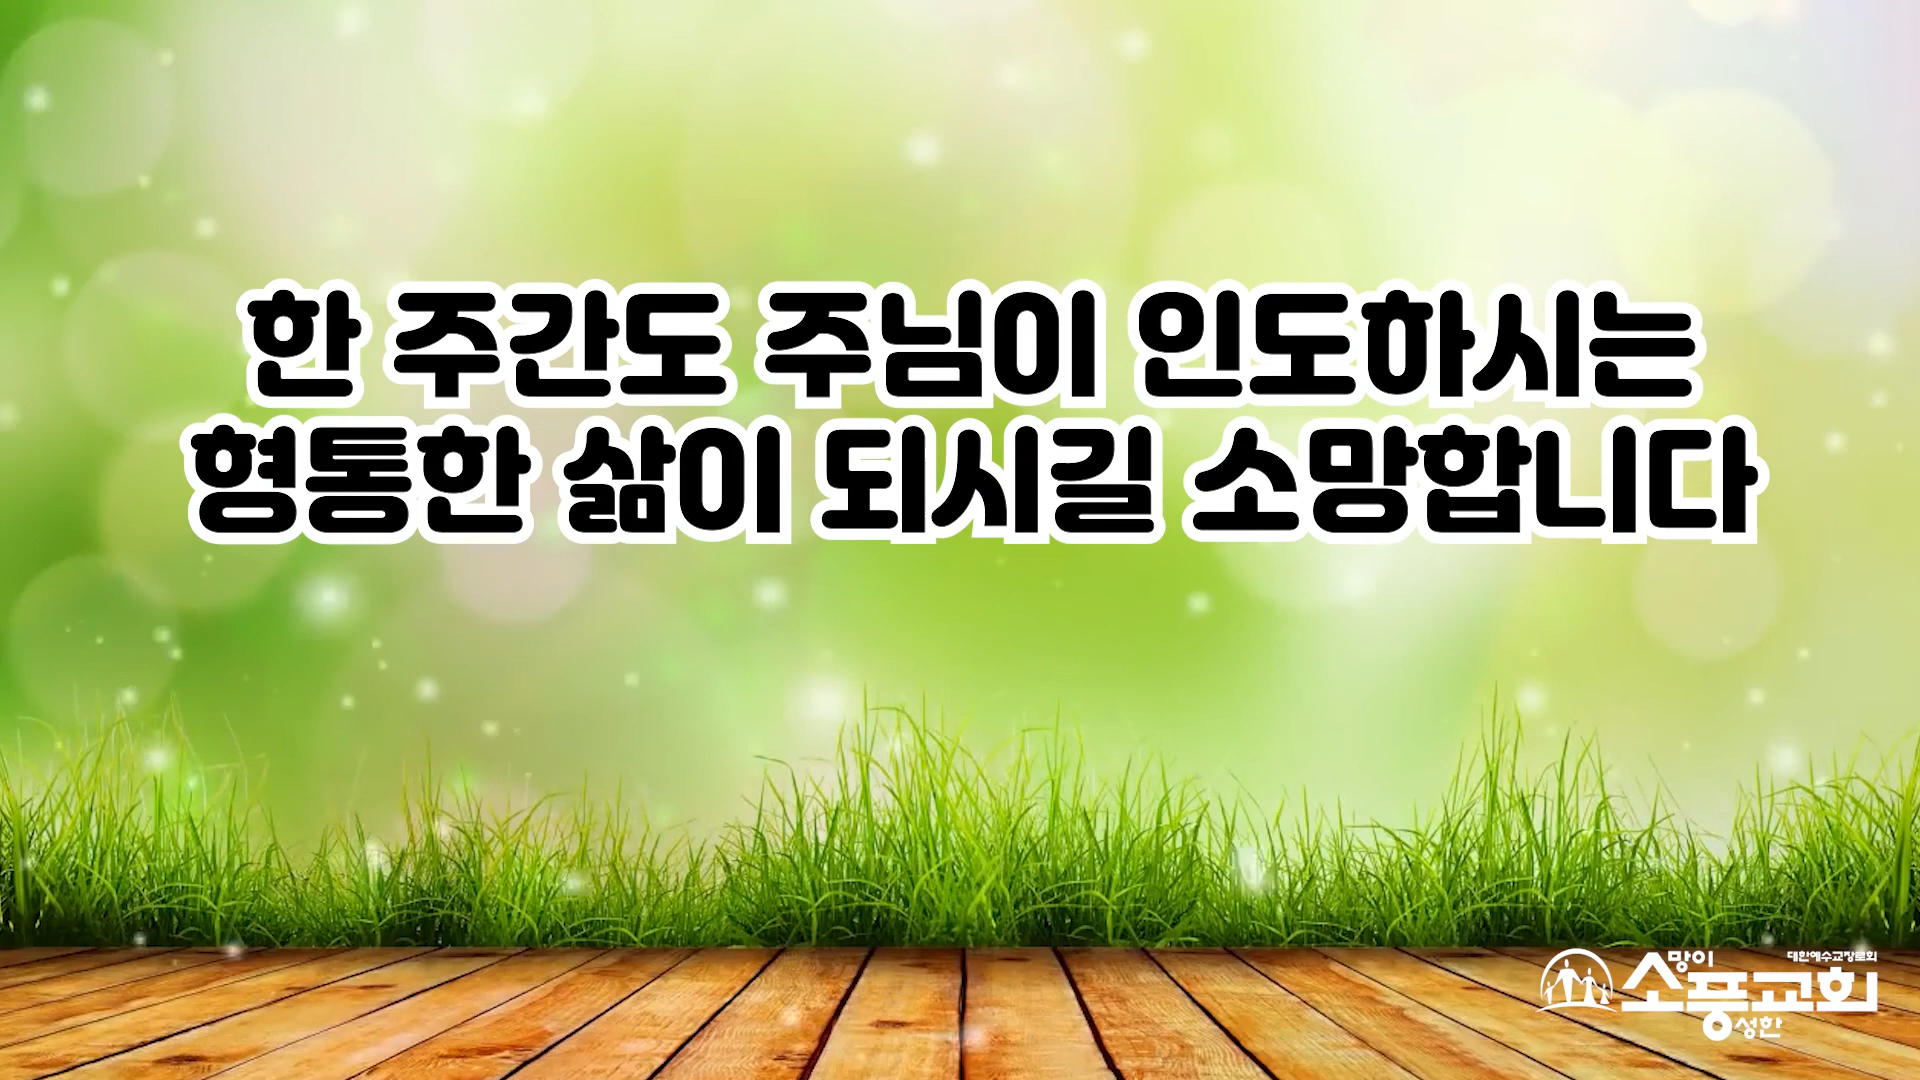 한 주간도 주님이 인도하시는
형통한 삶이 되시길 소망합니다
대한예수교장로회
소망이
풍성한
교회